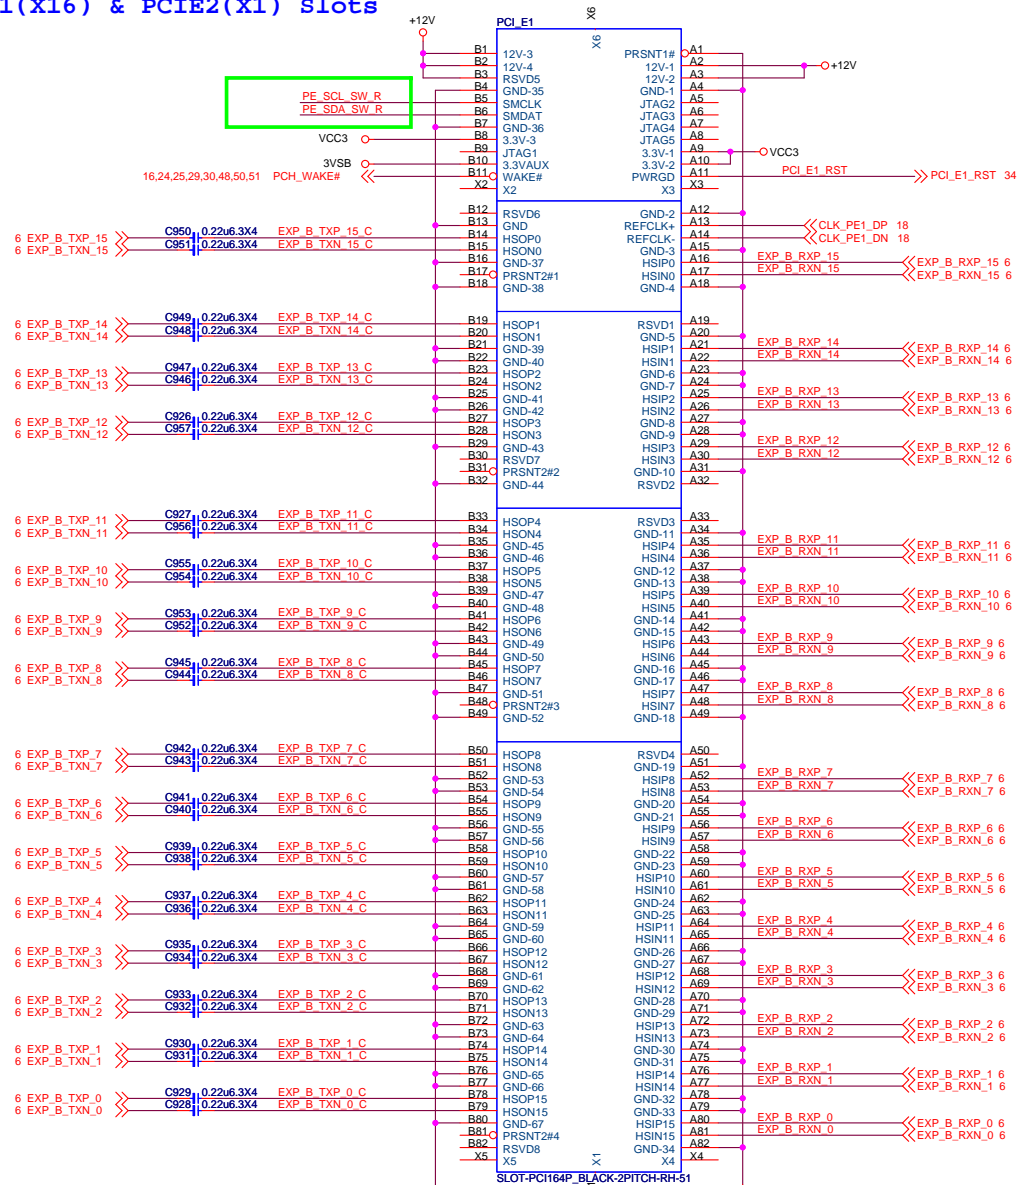 1(X16) & PCIE2(X1) Slots
+12V PCI_E1 X6
X6
B1 12V-3 PRSNT1# A1
B2 12V-4 12V-1 A2 +12V
B3 RSVD5 12V-2 A3
B4 GND-35 GND-1 A4
PE_SCL_SW_R B5 SMCLK JTAG2 A5
PE_SDA_SW_R B6 SMDAT JTAG3 A6
B7 GND-36 JTAG4 A7
VCC3 B8 3.3V-3 JTAG5 A8
B9 JTAG1 3.3V-1 A9 VCC3
3VSB B10 3.3VAUX 3.3V-2 A10
16,24,25,29,30,48,50,51 PCH_WAKE# B11 WAKE# PWRGD A11 PCI_E1_RST PCI_E1_RST 34
X2 X2 X3 X3
B12 RSVD6 GND-2 A12
B13 GND REFCLK+ A13 CLK_PE1_DP 18
6 EXP_B_TXP_15 C950 0.22u6.3X4 EXP_B_TXP_15_C B14 HSOP0 REFCLK- A14 CLK_PE1_DN 18
6 EXP_B_TXN_15 C951 0.22u6.3X4 EXP_B_TXN_15_C B15 HSON0 GND-3 A15
B16 GND-37 HSIP0 A16 EXP_B_RXP_15 EXP_B_RXP_15 6
B17 PRSNT2#1 HSIN0 A17 EXP_B_RXN_15 EXP_B_RXN_15 6
B18 GND-38 GND-4 A18
6 EXP_B_TXP_14 C949 0.22u6.3X4 EXP_B_TXP_14_C B19 HSOP1 RSVD1 A19
6 EXP_B_TXN_14 C948 0.22u6.3X4 EXP_B_TXN_14_C B20 HSON1 GND-5 A20
B21 GND-39 HSIP1 A21 EXP_B_RXP_14 EXP_B_RXP_14 6
B22 GND-40 HSIN1 A22 EXP_B_RXN_14 EXP_B_RXN_14 6
6 EXP_B_TXP_13 C947 0.22u6.3X4 EXP_B_TXP_13_C B23 HSOP2 GND-6 A23
6 EXP_B_TXN_13 C946 0.22u6.3X4 EXP_B_TXN_13_C B24 HSON2 GND-7 A24
B25 GND-41 HSIP2 A25 EXP_B_RXP_13 EXP_B_RXP_13 6
B26 GND-42 HSIN2 A26 EXP_B_RXN_13 EXP_B_RXN_13 6
6 EXP_B_TXP_12 C926 0.22u6.3X4 EXP_B_TXP_12_C B27 HSOP3 GND-8 A27
6 EXP_B_TXN_12 C957 0.22u6.3X4 EXP_B_TXN_12_C B28 HSON3 GND-9 A28
B29 GND-43 HSIP3 A29 EXP_B_RXP_12 EXP_B_RXP_12 6
B30 RSVD7 HSIN3 A30 EXP_B_RXN_12 EXP_B_RXN_12 6
B31 PRSNT2#2 GND-10 A31
B32 GND-44 RSVD2 A32
6 EXP_B_TXP_11 C927 0.22u6.3X4 EXP_B_TXP_11_C B33 HSOP4 RSVD3 A33
6 EXP_B_TXN_11 C956 0.22u6.3X4 EXP_B_TXN_11_C B34 HSON4 GND-11 A34
B35 GND-45 HSIP4 A35 EXP_B_RXP_11 EXP_B_RXP_11 6
B36 GND-46 HSIN4 A36 EXP_B_RXN_11 EXP_B_RXN_11 6
6 EXP_B_TXP_10 C955 0.22u6.3X4 EXP_B_TXP_10_C B37 HSOP5 GND-12 A37
6 EXP_B_TXN_10 C954 0.22u6.3X4 EXP_B_TXN_10_C B38 HSON5 GND-13 A38
B39 GND-47 HSIP5 A39 EXP_B_RXP_10 EXP_B_RXP_10 6
B40 GND-48 HSIN5 A40 EXP_B_RXN_10 EXP_B_RXN_10 6
6 EXP_B_TXP_9 C953 0.22u6.3X4 EXP_B_TXP_9_C B41 HSOP6 GND-14 A41
6 EXP_B_TXN_9 C952 0.22u6.3X4 EXP_B_TXN_9_C B42 HSON6 GND-15 A42
B43 GND-49 HSIP6 A43 EXP_B_RXP_9 EXP_B_RXP_9 6
B44 GND-50 HSIN6 A44 EXP_B_RXN_9 EXP_B_RXN_9 6
6 EXP_B_TXP_8 C945 0.22u6.3X4 EXP_B_TXP_8_C B45 HSOP7 GND-16 A45
6 EXP_B_TXN_8 C944 0.22u6.3X4 EXP_B_TXN_8_C B46 HSON7 GND-17 A46
B47 GND-51 HSIP7 A47 EXP_B_RXP_8 EXP_B_RXP_8 6
B48 PRSNT2#3 HSIN7 A48 EXP_B_RXN_8 EXP_B_RXN_8 6
B49 GND-52 GND-18 A49
6 EXP_B_TXP_7 C942 0.22u6.3X4 EXP_B_TXP_7_C B50 HSOP8 RSVD4 A50
6 EXP_B_TXN_7 C943 0.22u6.3X4 EXP_B_TXN_7_C B51 HSON8 GND-19 A51
B52 GND-53 HSIP8 A52 EXP_B_RXP_7 EXP_B_RXP_7 6
B53 GND-54 HSIN8 A53 EXP_B_RXN_7 EXP_B_RXN_7 6
6 EXP_B_TXP_6 C941 0.22u6.3X4 EXP_B_TXP_6_C B54 HSOP9 GND-20 A54
6 EXP_B_TXN_6 C940 0.22u6.3X4 EXP_B_TXN_6_C B55 HSON9 GND-21 A55
B56 GND-55 HSIP9 A56 EXP_B_RXP_6 EXP_B_RXP_6 6
B57 GND-56 HSIN9 A57 EXP_B_RXN_6 EXP_B_RXN_6 6
6 EXP_B_TXP_5 C939 0.22u6.3X4 EXP_B_TXP_5_C B58 HSOP10 GND-22 A58
6 EXP_B_TXN_5 C938 0.22u6.3X4 EXP_B_TXN_5_C B59 HSON10 GND-23 A59
B60 GND-57 HSIP10 A60 EXP_B_RXP_5 EXP_B_RXP_5 6
B61 GND-58 HSIN10 A61 EXP_B_RXN_5 EXP_B_RXN_5 6
6 EXP_B_TXP_4 C937 0.22u6.3X4 EXP_B_TXP_4_C B62 HSOP11 GND-24 A62
6 EXP_B_TXN_4 C936 0.22u6.3X4 EXP_B_TXN_4_C B63 HSON11 GND-25 A63
B64 GND-59 HSIP11 A64 EXP_B_RXP_4 EXP_B_RXP_4 6
B65 GND-60 HSIN11 A65 EXP_B_RXN_4 EXP_B_RXN_4 6
6 EXP_B_TXP_3 C935 0.22u6.3X4 EXP_B_TXP_3_C B66 HSOP12 GND-26 A66
6 EXP_B_TXN_3 C934 0.22u6.3X4 EXP_B_TXN_3_C B67 HSON12 GND-27 A67
B68 GND-61 HSIP12 A68 EXP_B_RXP_3 EXP_B_RXP_3 6
B69 GND-62 HSIN12 A69 EXP_B_RXN_3 EXP_B_RXN_3 6
6 EXP_B_TXP_2 C933 0.22u6.3X4 EXP_B_TXP_2_C B70 HSOP13 GND-28 A70
6 EXP_B_TXN_2 C932 0.22u6.3X4 EXP_B_TXN_2_C B71 HSON13 GND-29 A71
B72 GND-63 HSIP13 A72 EXP_B_RXP_2 EXP_B_RXP_2 6
B73 GND-64 HSIN13 A73 EXP_B_RXN_2 EXP_B_RXN_2 6
6 EXP_B_TXP_1 C930 0.22u6.3X4 EXP_B_TXP_1_C B74 HSOP14 GND-30 A74
6 EXP_B_TXN_1 C931 0.22u6.3X4 EXP_B_TXN_1_C B75 HSON14 GND-31 A75
B76 GND-65 HSIP14 A76 EXP_B_RXP_1 EXP_B_RXP_1 6
B77 GND-66 HSIN14 A77 EXP_B_RXN_1 EXP_B_RXN_1 6
6 EXP_B_TXP_0 C929 0.22u6.3X4 EXP_B_TXP_0_C B78 HSOP15 GND-32 A78
6 EXP_B_TXN_0 C928 0.22u6.3X4 EXP_B_TXN_0_C B79 HSON15 GND-33 A79
B80 GND-67 HSIP15 A80 EXP_B_RXP_0 EXP_B_RXP_0 6
B81 PRSNT2#4 HSIN15 A81 EXP_B_RXN_0 EXP_B_RXN_0 6
B82 RSVD8 GND-34 A82
X5 X5 X1 X4 X4
SLOT-PCI164P_BLACK-2PITCH-RH-51